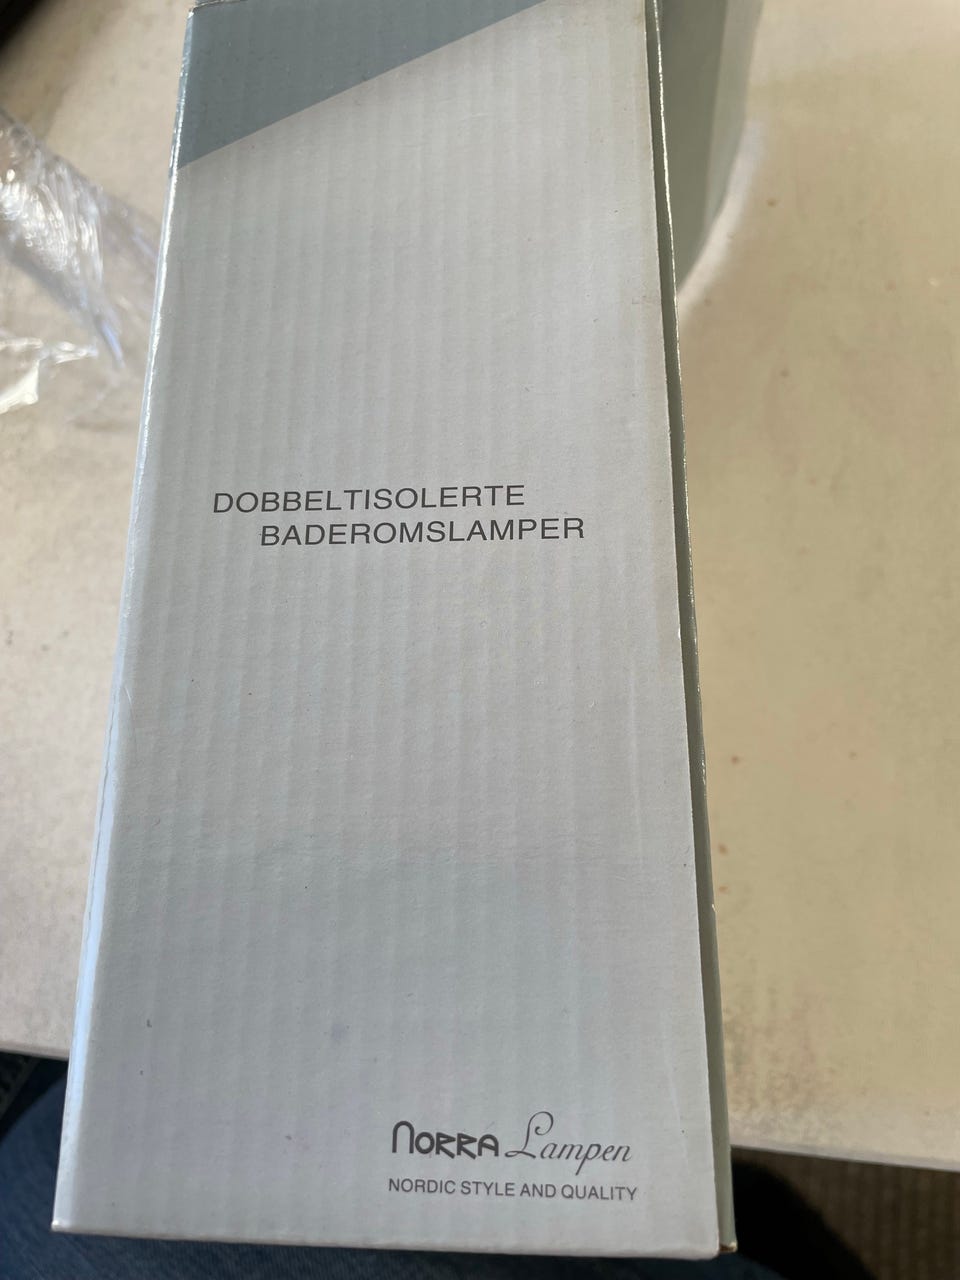 DOBBELTISOLERTE
BADEROMSLAMPER
NORRA Lampen
NORDIC STYLE AND QUALITY